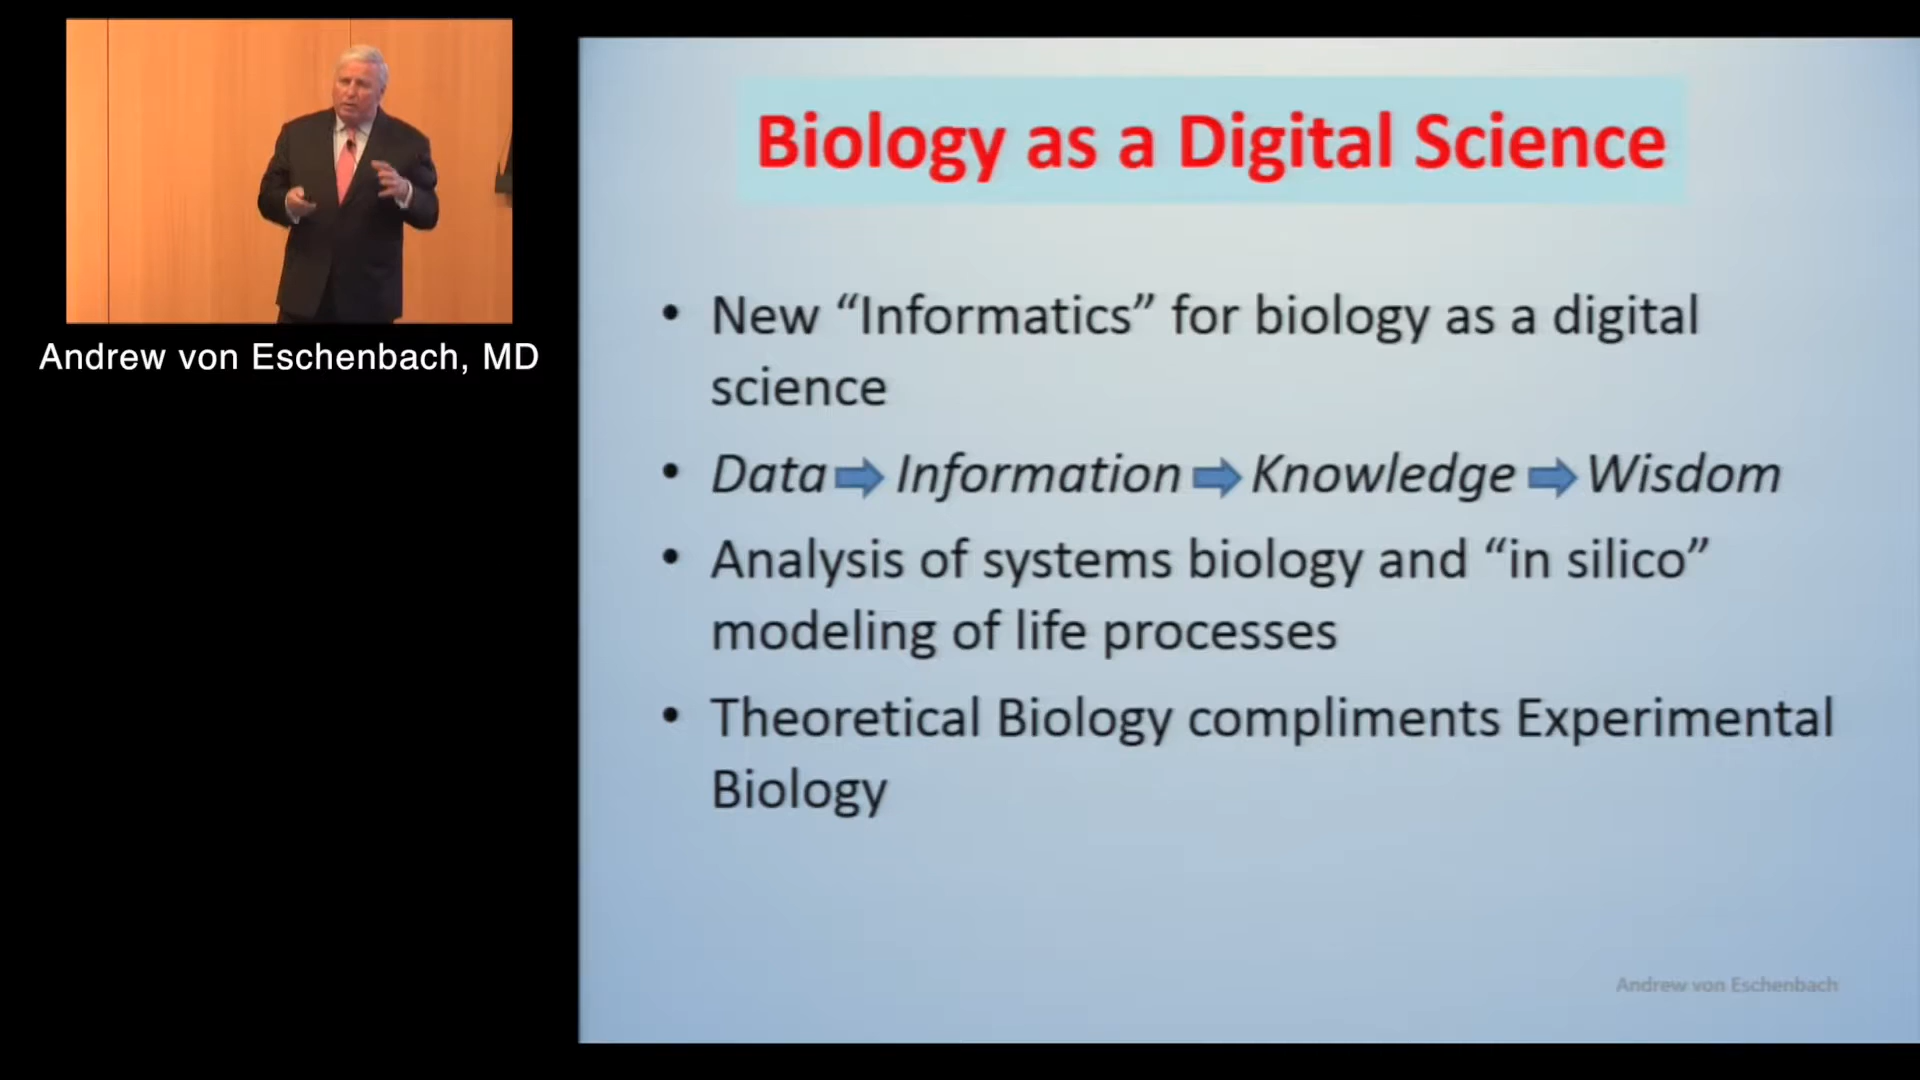 Andrew von Eschenbach, MD
Biology as a Digital Science
• New “Informatics” for biology as a digital
science
• Data ➡ Information ➡ Knowledge ➡ Wisdom
• Analysis of systems biology and “in silico”
modeling of life processes
• Theoretical Biology compliments Experimental
Biology
Andrew von Eschenbach